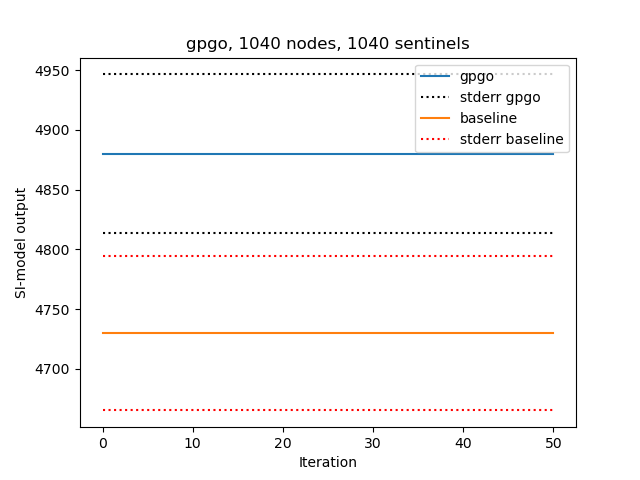 gpgo, 1040 nodes, 1040 sentinels
gpgo
stderr gpgo
baseline
stderr baseline
SI-model output
4950
4900
4850
4800
4750
4700
0 10 20 30 40 50
Iteration